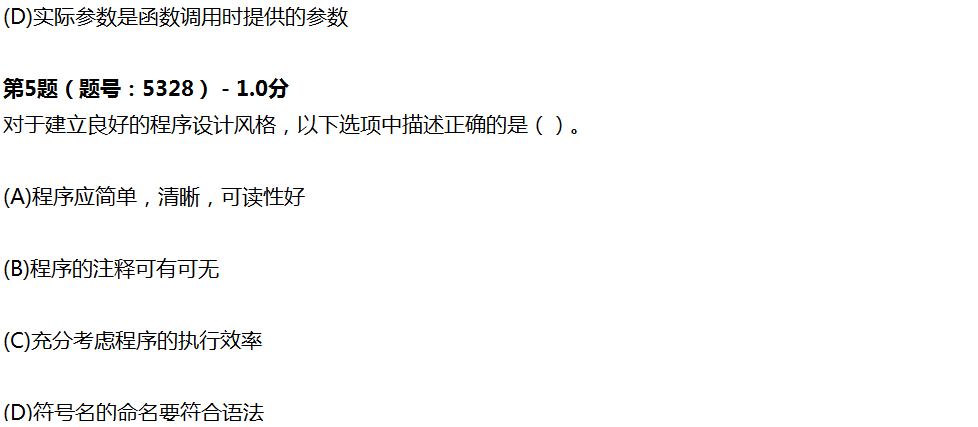 (D)实际参数是函数调用时提供的参数
第5题（题号：5328） - 1.0分
对于建立良好的程序设计风格，以下选项中描述正确的是（ ）。
(A)程序应简单，清晰，可读性好
(B)程序的注释可有可无
(C)充分考虑程序的执行效率
(D)符号名的命名要符合语法